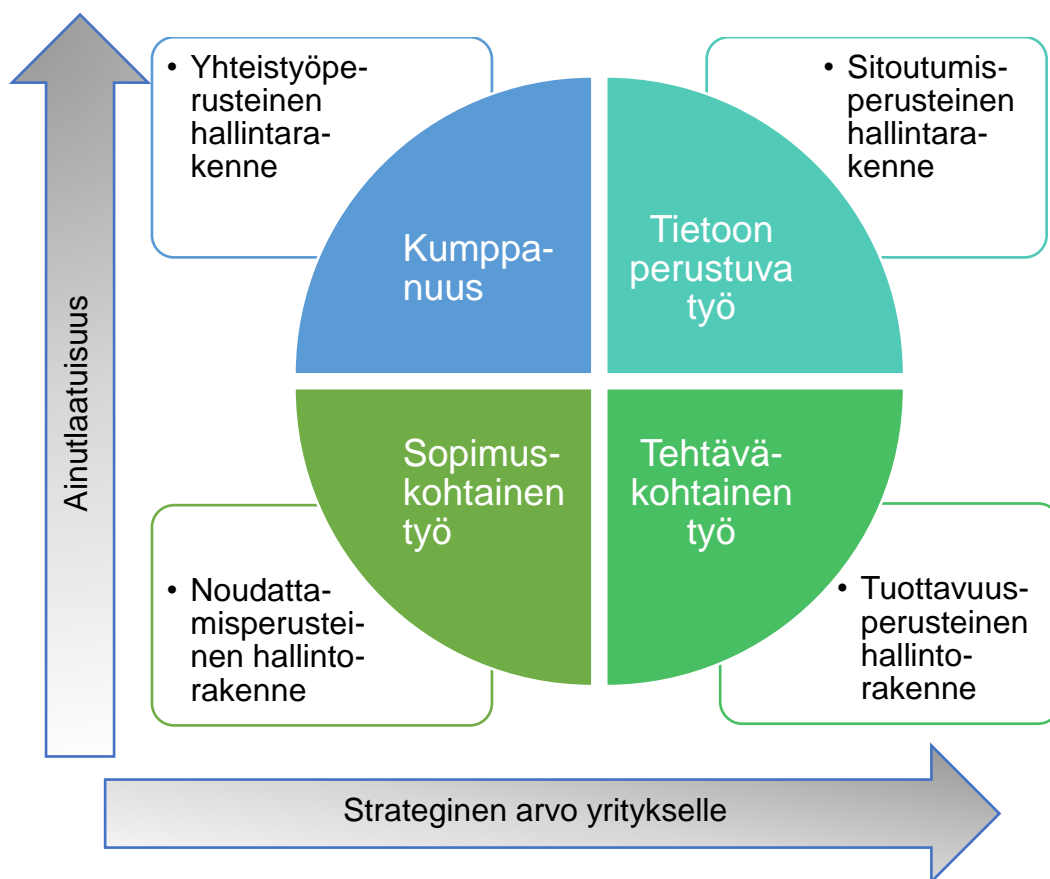 • Yhteistyöpe-
rusteinen
hallintara-
kenne
• Sitoutumis-
perusteinen
hallintara-
kenne
Kumppa-
nuus
Tietoon
perustuva
työ
Ainutlaatuisuus
Sopimus-
kohtainen
työ
Tehtävä-
kohtainen
työ
• Noudatta-
misperustei-
nen hallinto-
rakenne
• Tuottavuus-
perusteinen
hallinto-
rakenne
Strateginen arvo yritykselle